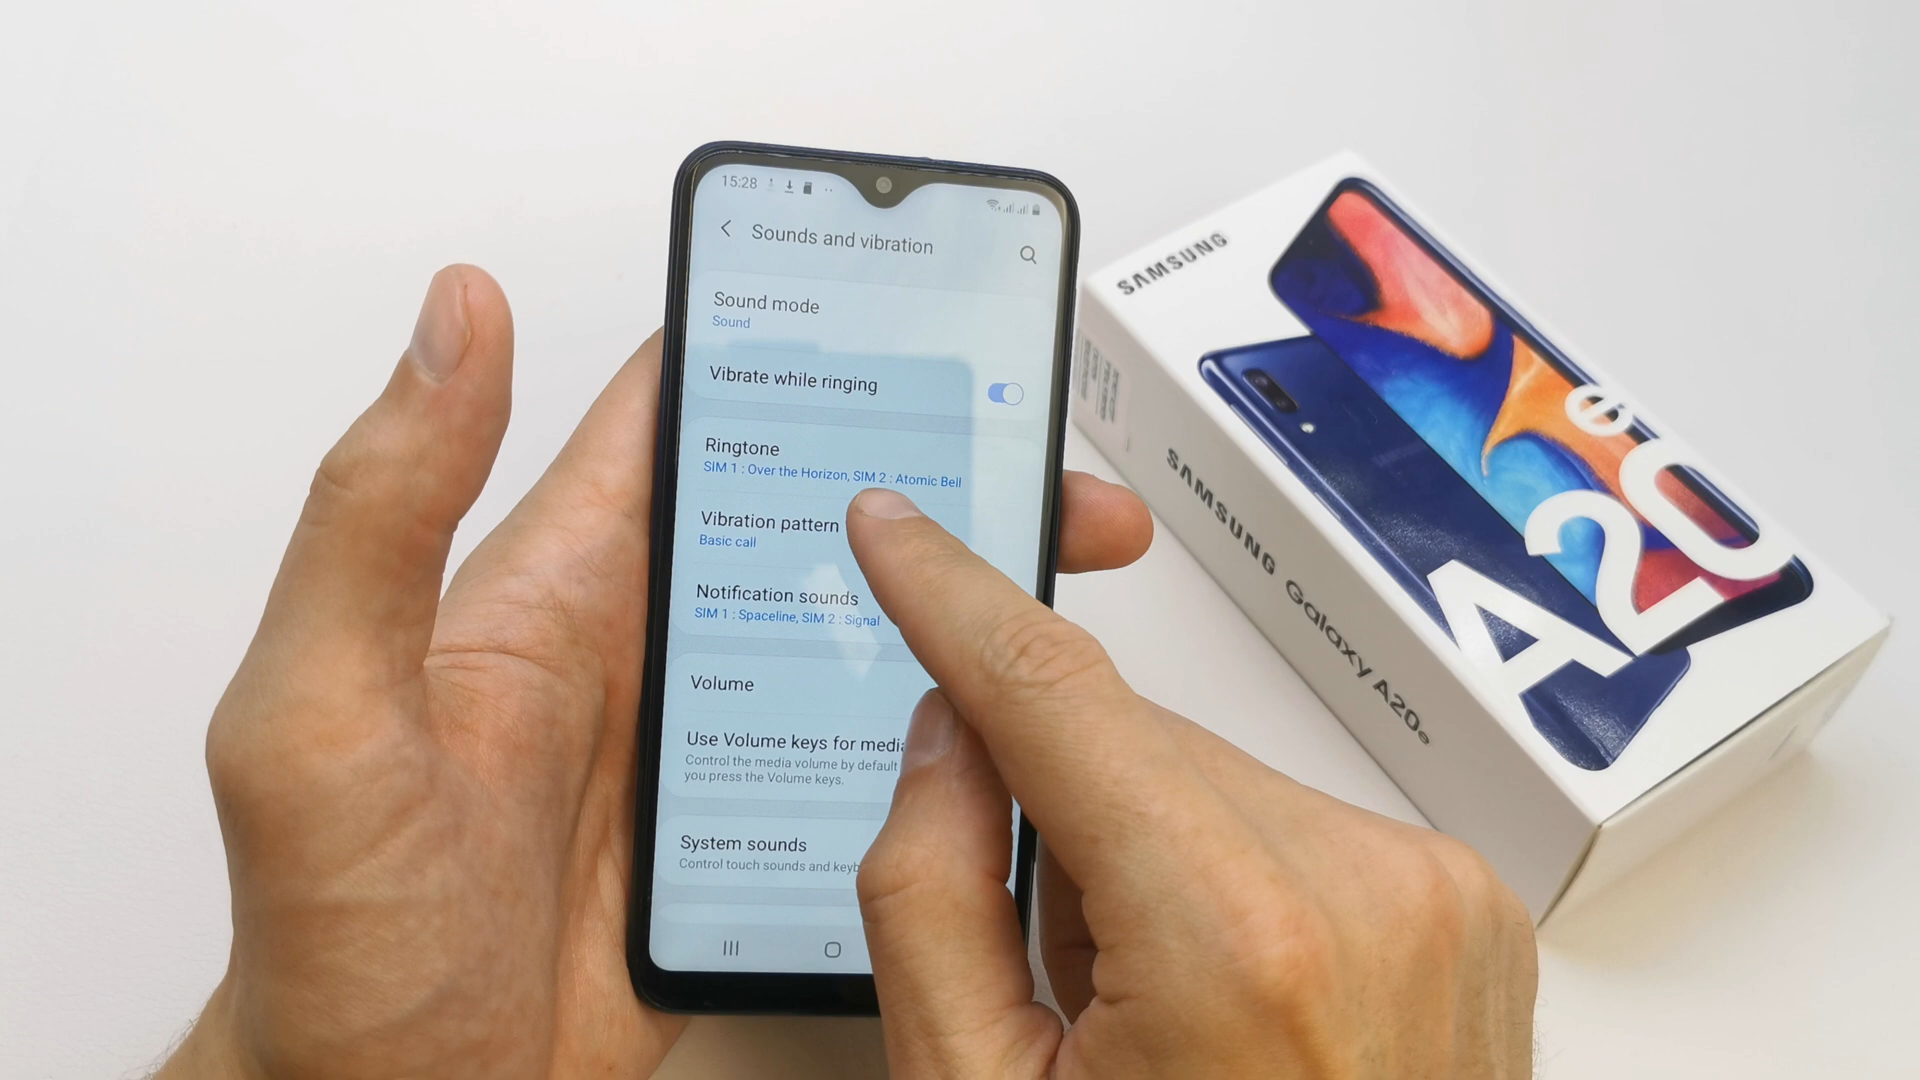 15:28
Sounds and vibration
Sound mode
Sound
Vibrate while ringing
Ringtone
SIM 1 : Over the Horizon, SIM 2 : Atomic Bell
Vibration pattern
Basic call
Notification sounds
SIM 1 : Spaceline, SIM 2 : Signal
Volume
Use Volume keys for media
Control the media volume by default
you press the Volume keys.
System sounds
Control touch sounds and keyb
SAMSUNG
A20e
SAMSUNG Galaxy A20e